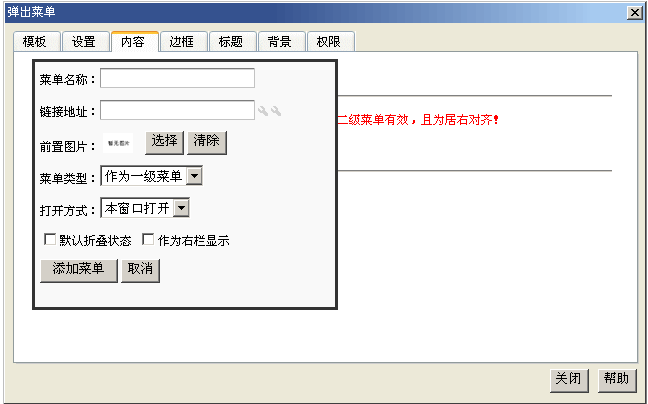 弹出菜单
模板 设置 内容 边框 标题 背景 权限
菜单名称：
链接地址：
二级菜单有效，且为居右对齐！
前置图片： 暂无图片 选择 清除
菜单类型： 作为一级菜单
打开方式： 本窗口打开
默认折叠状态 作为右栏显示
添加菜单 取消
关闭 帮助